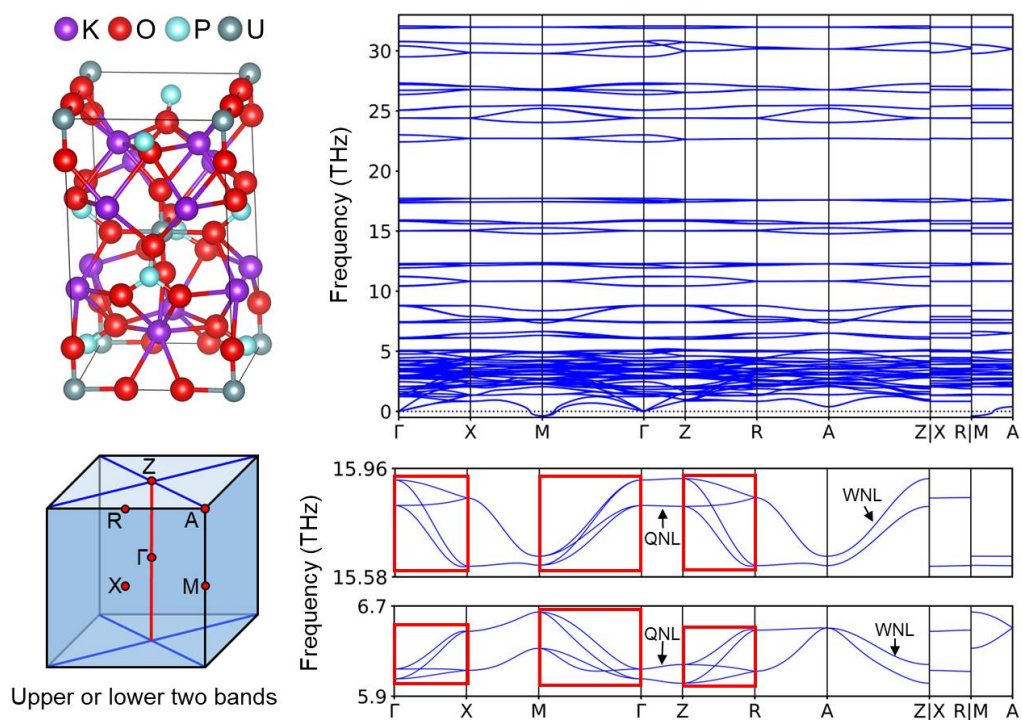 K O P U
Frequency (THz)
30
25
20
15
10
5
0
Γ X M Γ Z R A Z|X R|M A
Z
R A
Γ
X M
Upper or lower two bands
Frequency (THz)
15.96
15.58
QNL
WNL
6.7
5.9
QNL
WNL
Γ X M Γ Z R A Z|X R|M A